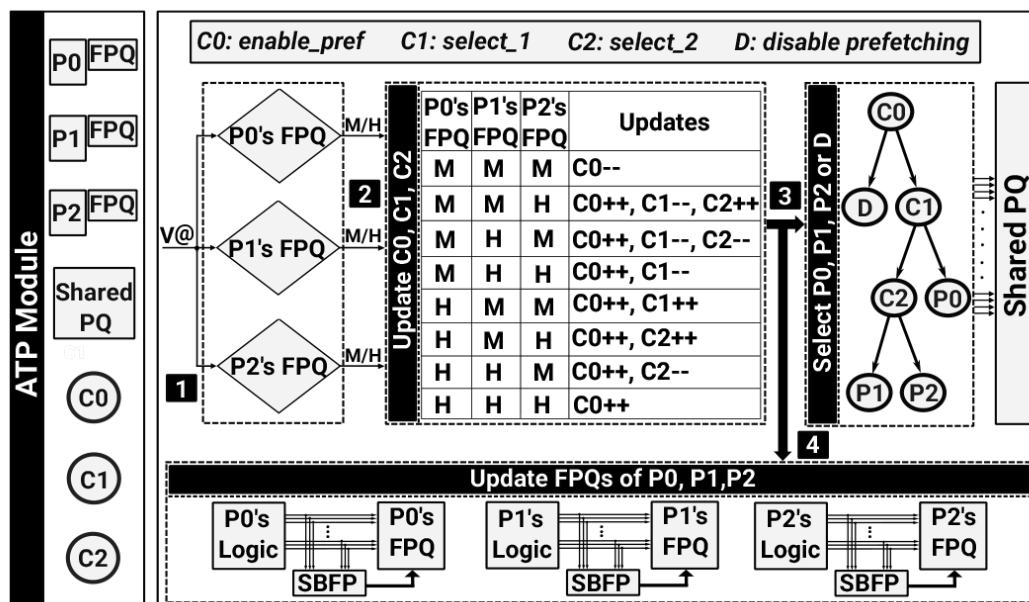 ATP Module
P0 FPQ
P1 FPQ
P2 FPQ
Shared
PQ
C0
C1
C2
C0: enable_pref C1: select_1 C2: select_2 D: disable prefetching
V@
1
P0's FPQ
P1's FPQ
P2's FPQ
M/H
M/H
M/H
2
Update C0, C1, C2
P0's FPQ P1's FPQ P2's FPQ Updates
M M M C0--
M M H C0++, C1--, C2++
M H M C0++, C1--, C2--
M H H C0++, C1--
H M M C0++, C1++
H M H C0++, C2++
H H M C0++, C2--
H H H C0++
3
Select P0, P1, P2 or D
C0
D C1
C2 P0
P1 P2
Shared PQ
4
Update FPQs of P0, P1,P2
P0's
Logic
P0's
FPQ
SBFP
P1's
Logic
P1's
FPQ
SBFP
P2's
Logic
P2's
FPQ
SBFP